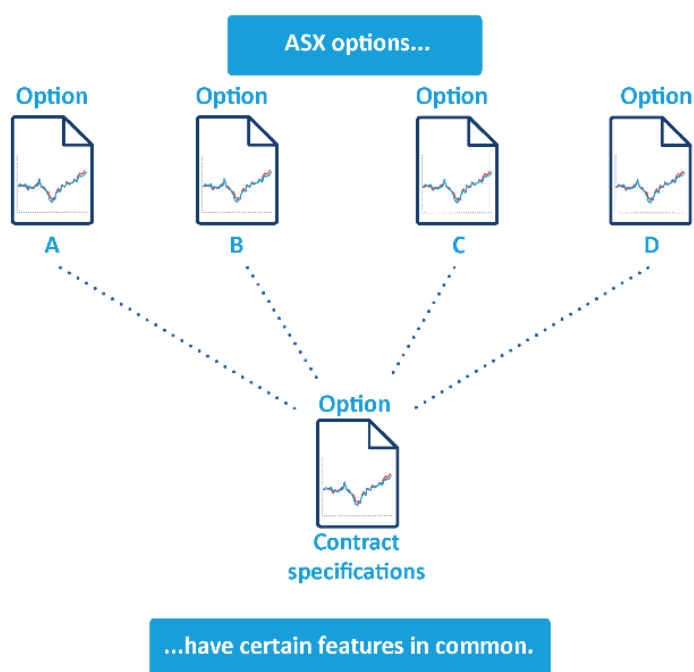 ASX options...
Option
Option
Option
Option
A
B
C
D
Option
Contract
specifications
...have certain features in common.